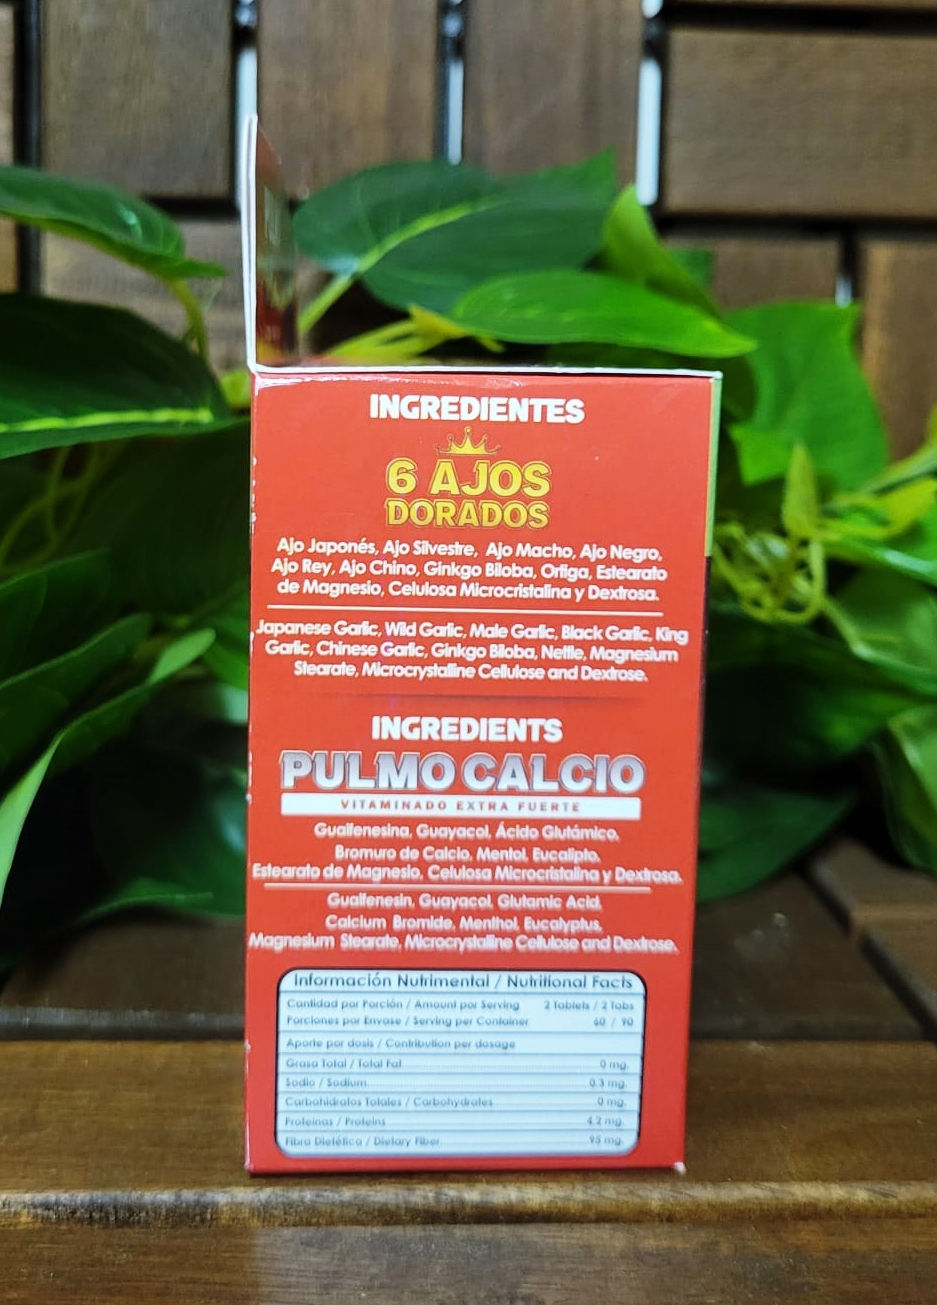 INGREDIENTES
6 AJOS
DORADOS
Ajo Japonés, Ajo Silvestre, Ajo Macho, Ajo Negro,
Ajo Rey, Ajo Chino, Ginkgo Biloba, Ortiga, Estearato
de Magnesio, Celulosa Microcristalina y Dextrosa.
Japanese Garlic, Wild Garlic, Male Garlic, Black Garlic, King
Garlic, Chinese Garlic, Ginkgo Biloba, Nettle, Magnesium
Stearate, Microcrystalline Cellulose and Dextrose.
INGREDIENTS
PULMO CALCIO
VITAMINADO EXTRA FUERTE
Guaifenesina, Guayacol, Ácido Glutámico,
Bromuro de Calcio, Mentol, Eucalipto,
Estearato de Magnesio, Celulosa Microcristalina y Dextrosa.
Guaifenesin, Guayacol, Glutamic Acid,
Calcium Bromide, Menthol, Eucalyptus,
Magnesium Stearate, Microcrystalline Cellulose and Dextrose.
Información Nutrimental / Nutritional Facts
Cantidad por Porción / Amount por Serving 2 Tablets / 2 Tabs
Porciones por Envase / Serving per Container 60 / 90
Aporte por dosis / Contribution per dosage
Grasa Total / Total Fat 0 mg.
Sodio / Sodium 0.3 mg.
Carbohidratos Totales / Carbohydrates 0 mg.
Proteinas / Proteins 4.2 mg.
Fibra Dietética / Dietary Fiber 95 mg.